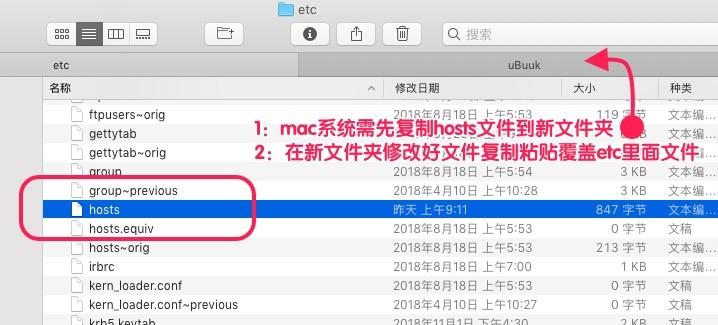 etc
搜索
etc
uBuuk
名称
修改日期
大小
种类
ftpusers~orig
2018年8月18日 上午5:53
119 字节
文本编...
gettytab
1：mac系统需先复制hosts文件到新文件夹
gettytab~orig
2：在新文件夹修改好文件复制粘贴覆盖etc里面文件
group
2018年8月18日 上午5:54
3 KB
文本编...
group~previous
2018年4月10日 上午10:28
3 KB
文本编...
hosts
昨天 上午9:11
847 字节
文本编...
hosts.equiv
2018年8月18日 上午5:53
0 字节
文稿
hosts~orig
2018年8月18日 上午5:53
213 字节
文本编...
irbrc
2018年8月18日 上午7:00
1 KB
文本编...
kern_loader.conf
2018年8月18日 上午5:53
0 字节
文稿
kern_loader.conf~previous
2018年4月10日 上午10:27
0 字节
文稿
krb5.keytab
2018年11月1日 下午4:30
2 KB
文稿